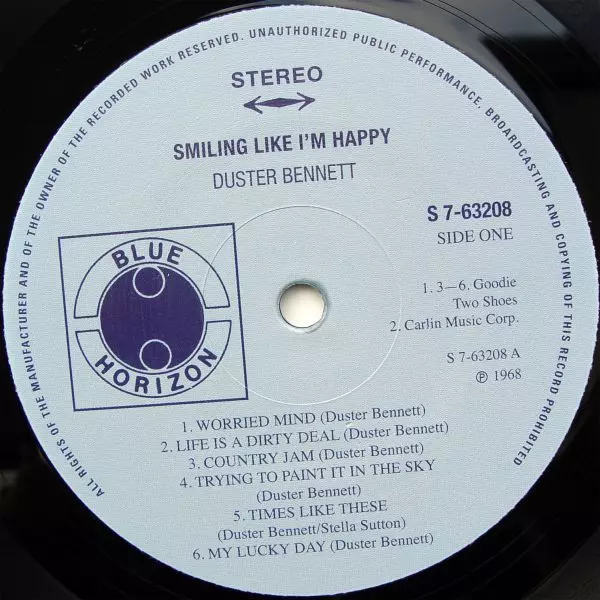 ALL RIGHTS OF THE MANUFACTURER AND OF THE OWNER OF THE RECORDED WORK RESERVED. UNAUTHORIZED PUBLIC PERFORMANCE, BROARDCASTING AND COPYING OF THIS RECORD PROHIBITED
STEREO
SMILING LIKE I'M HAPPY
DUSTER BENNETT
S 7-63208
SIDE ONE
BLUE
HORIZON
1. 3—6. Goodie
Two Shoes
2. Carlin Music Corp.
S 7-63208 A
℗ 1968
1. WORRIED MIND (Duster Bennett)
2. LIFE IS A DIRTY DEAL (Duster Bennett)
3. COUNTRY JAM (Duster Bennett)
4. TRYING TO PAINT IT IN THE SKY
(Duster Bennett)
5. TIMES LIKE THESE
(Duster Bennett/Stella Sutton)
6. MY LUCKY DAY (Duster Bennett)